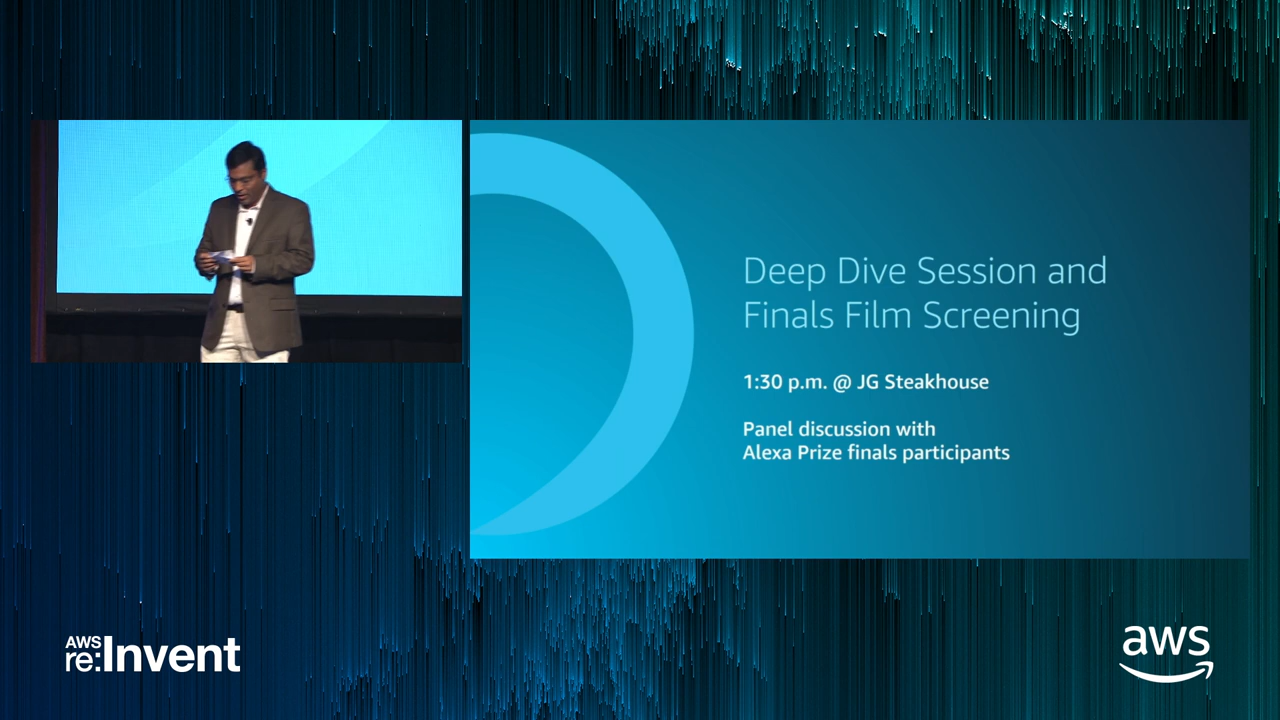 Deep Dive Session and
Finals Film Screening
1:30 p.m. @ JG Steakhouse
Panel discussion with
Alexa Prize finals participants
AWS
re:Invent
aws